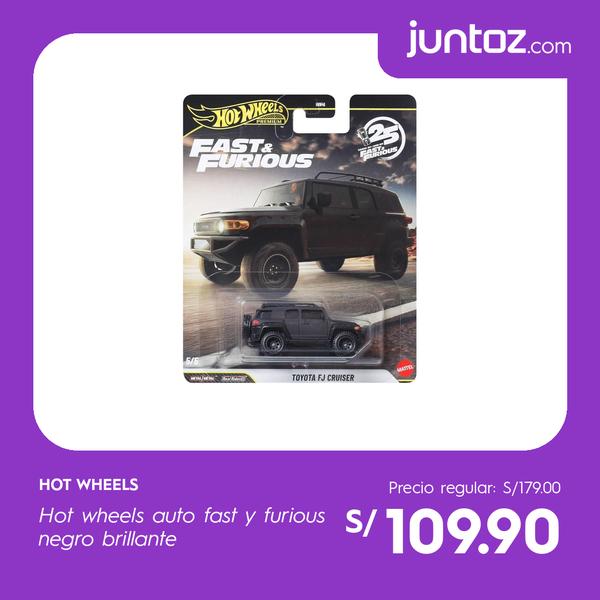 juntoz.com
Hot Wheels
PREMIUM
FAST &
FURIOUS
25
FAST &
FURIOUS
5/5
TOYOTA FJ CRUISER
MATTEL
HOT WHEELS
Hot wheels auto fast y furious
negro brillante
Precio regular: S/179.00
S/ 109.90